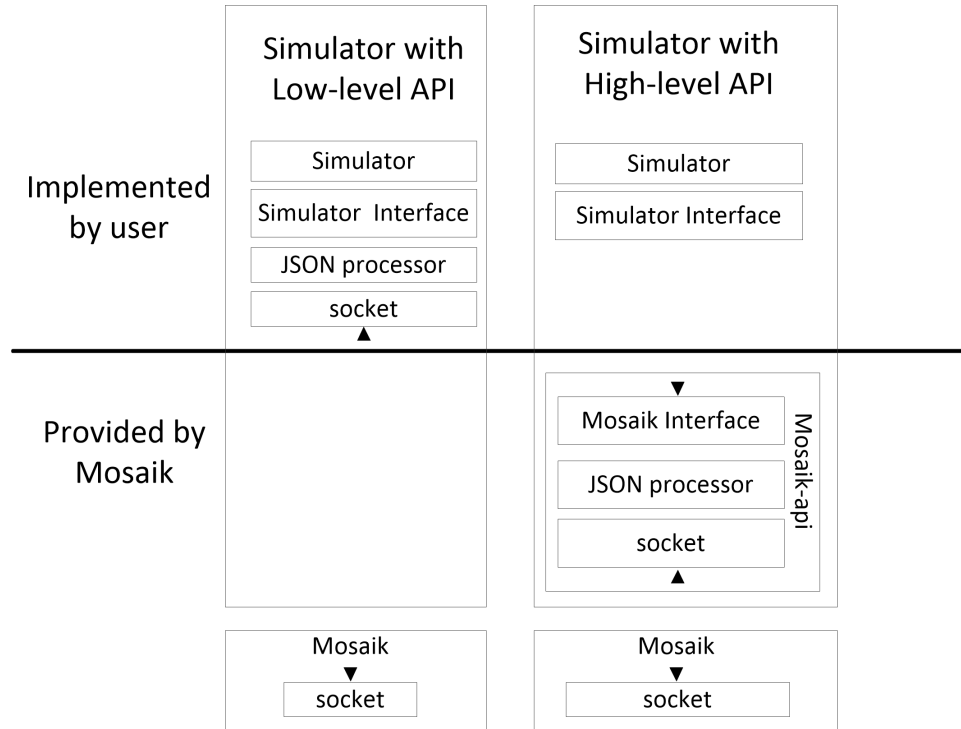 Simulator with
Low-level API
Simulator
Simulator Interface
JSON processor
socket
Simulator with
High-level API
Simulator
Simulator Interface
Implemented
by user
Provided by
Mosaik
Mosaik Interface
JSON processor
socket
Mosaik-api
Mosaik
socket
Mosaik
socket